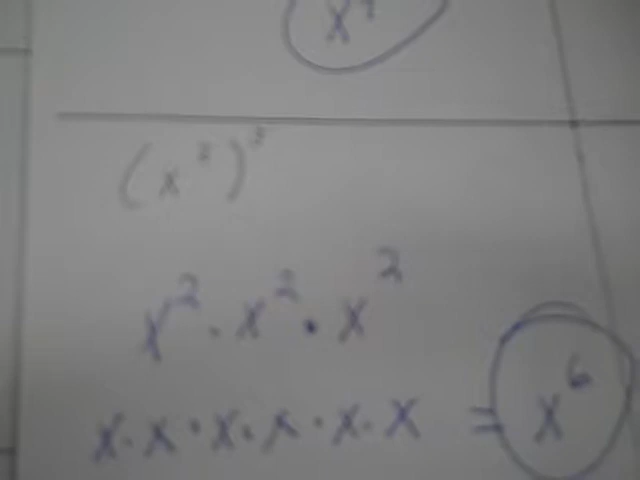 x⁷
(x²)³
x² · x² · x²
x · x · x · x · x · x = x⁶